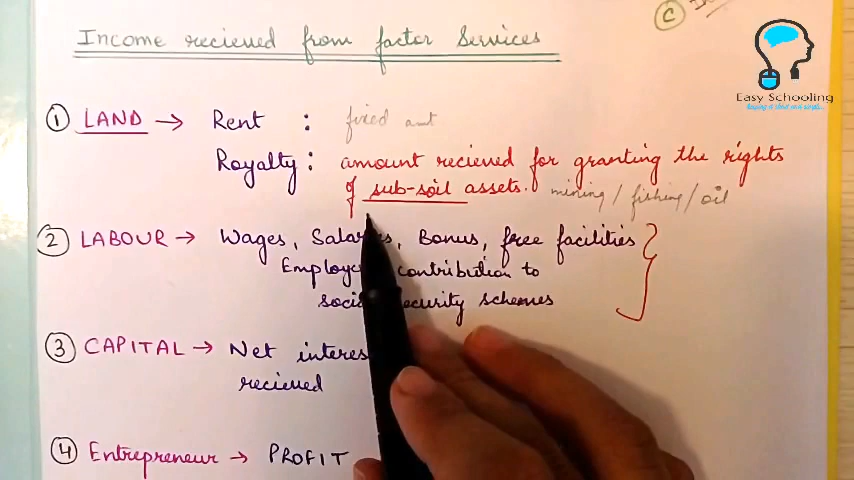 Income recieved from factor Services
Easy Schooling
① LAND → Rent : fixed amt
Royalty : amount recieved for granting the rights
of sub-soil assets. mining / fishing / oil
② LABOUR → Wages, Salaries, Bonus, free facilities
contribution to
security schemes
③ CAPITAL → Net
recieved
④ Entrepreneur → PROFIT